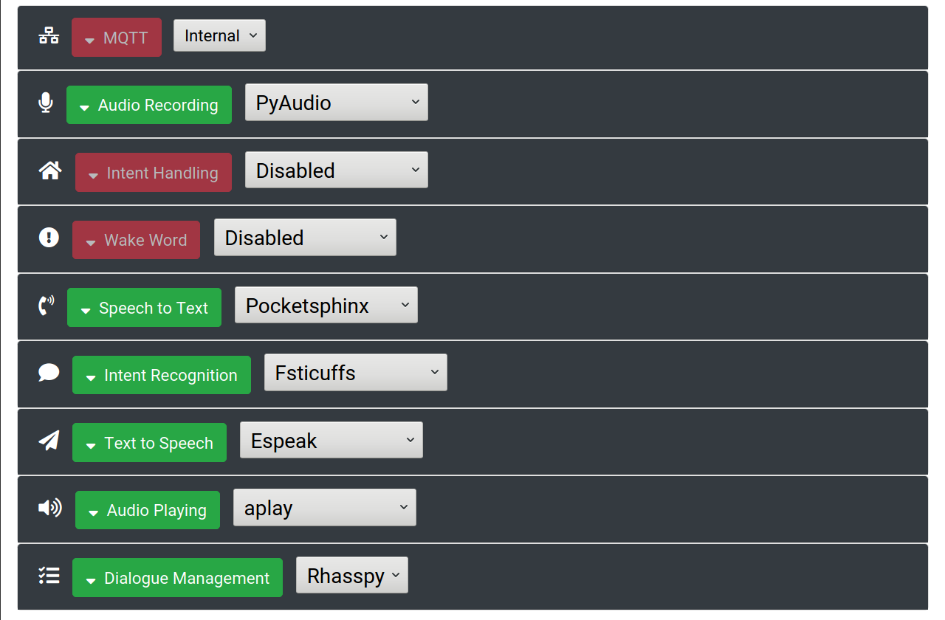 MQTT Internal
Audio Recording PyAudio
Intent Handling Disabled
Wake Word Disabled
Speech to Text Pocketsphinx
Intent Recognition Fsticuffs
Text to Speech Espeak
Audio Playing aplay
Dialogue Management Rhasspy